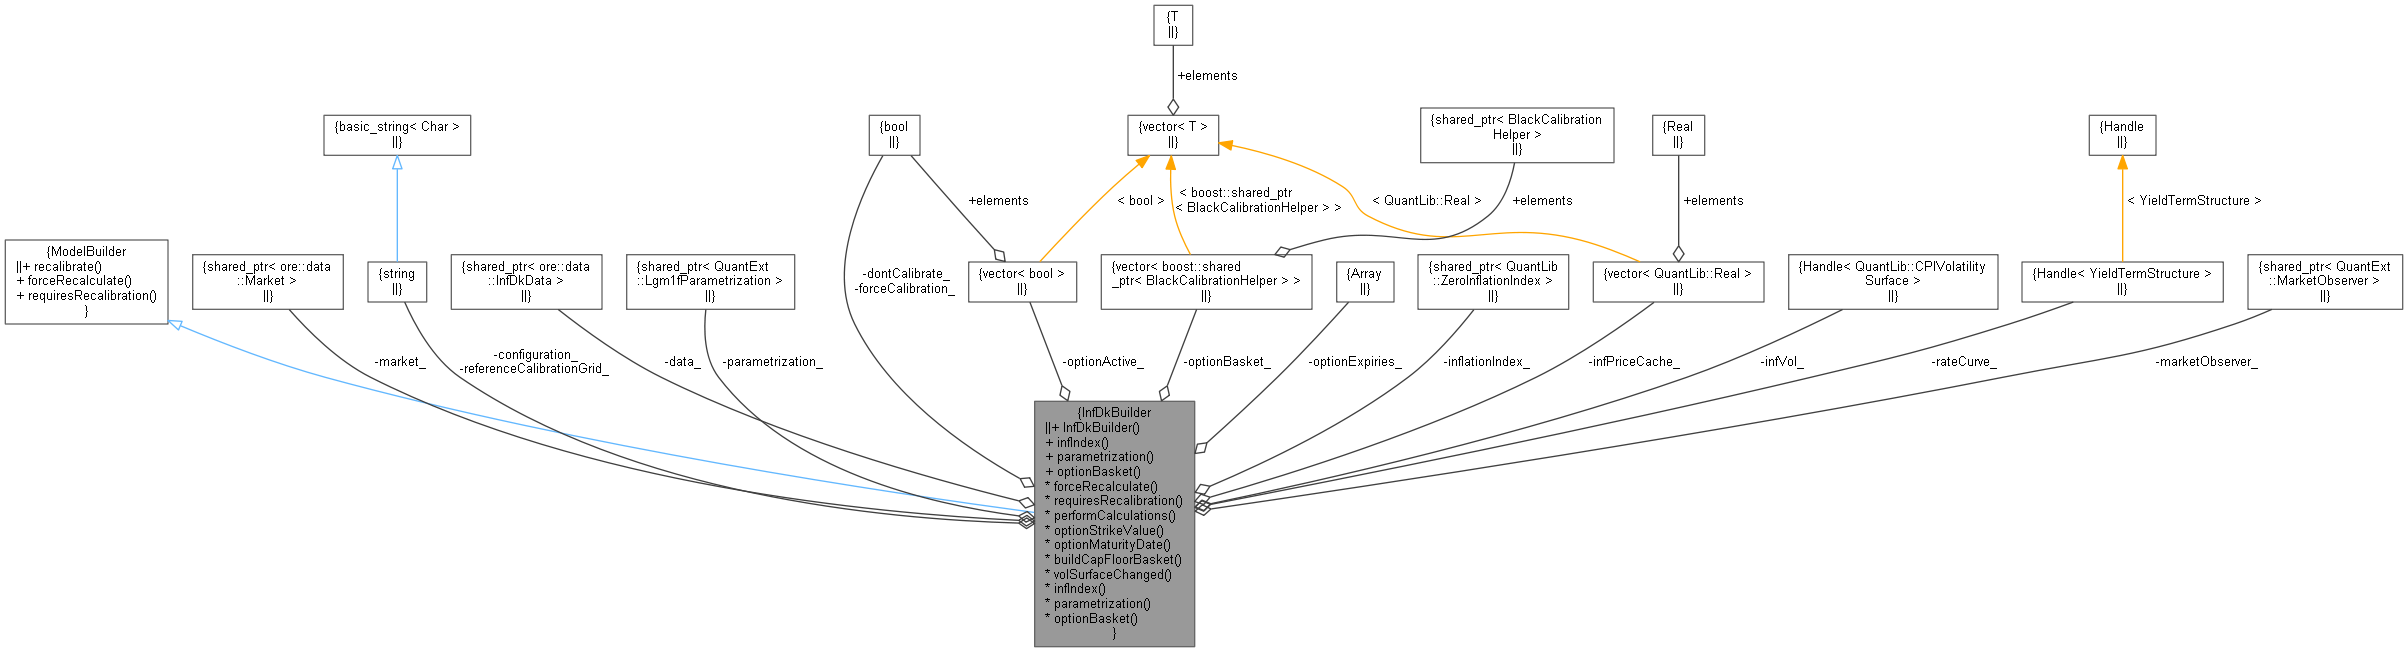 {T
||}
+elements
{basic_string< Char >
||}
{bool
||}
{vector< T >
||}
{shared_ptr< BlackCalibration
Helper >
||}
{Real
||}
{Handle
||}
+elements
< bool >
< boost::shared_ptr
< BlackCalibrationHelper > >
< QuantLib::Real >
+elements
+elements
< YieldTermStructure >
{ModelBuilder
||+ recalibrate()
+ forceRecalculate()
+ requiresRecalibration()
}
{shared_ptr< ore::data
::Market >
||}
{string
||}
{shared_ptr< ore::data
::InfDkData >
||}
{shared_ptr< QuantExt
::Lgm1fParametrization >
||}
-dontCalibrate_
-forceCalibration_
{vector< bool >
||}
{vector< boost::shared
_ptr< BlackCalibrationHelper > >
||}
{Array
||}
{shared_ptr< QuantLib
::ZeroInflationIndex >
||}
{vector< QuantLib::Real >
||}
{Handle< QuantLib::CPIVolatility
Surface >
||}
{Handle< YieldTermStructure >
||}
{shared_ptr< QuantExt
::MarketObserver >
||}
-market_
-configuration_
-referenceCalibrationGrid_
-data_
-parametrization_
-optionActive_
-optionBasket_
-optionExpiries_
-inflationIndex_
-infPriceCache_
-infVol_
-rateCurve_
-marketObserver_
{InfDkBuilder
||+ InfDkBuilder()
+ infIndex()
+ parametrization()
+ optionBasket()
* forceRecalculate()
* requiresRecalibration()
* performCalculations()
* optionStrikeValue()
* optionMaturityDate()
* buildCapFloorBasket()
* volSurfaceChanged()
* infIndex()
* parametrization()
* optionBasket()
}